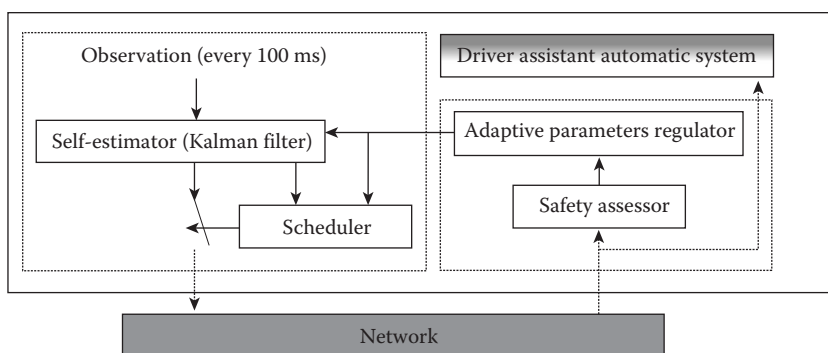 Observation (every 100 ms)
Driver assistant automatic system
Self-estimator (Kalman filter)
Adaptive parameters regulator
Scheduler
Safety assessor
Network